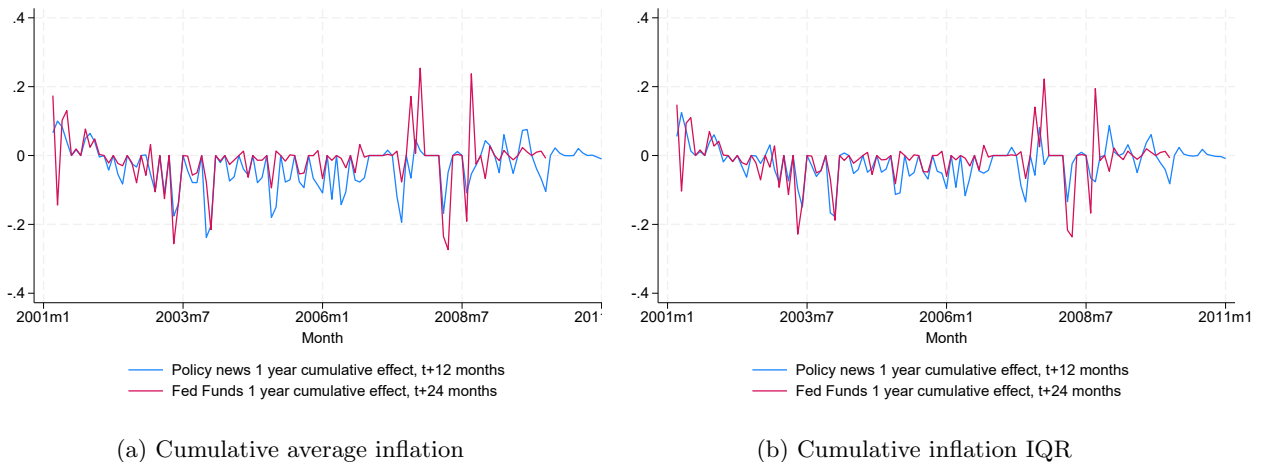 .4
.2
0
-.2
-.4
2001m1 2003m7 2006m1 2008m7 201
Month
Policy news 1 year cumulative effect, t+12 months
Fed Funds 1 year cumulative effect, t+24 months
(a) Cumulative average inflation
.4
.2
0
-.2
-.4
2001m1 2003m7 2006m1 2008m7 2011m1
Month
Policy news 1 year cumulative effect, t+12 months
Fed Funds 1 year cumulative effect, t+24 months
(b) Cumulative inflation IQR